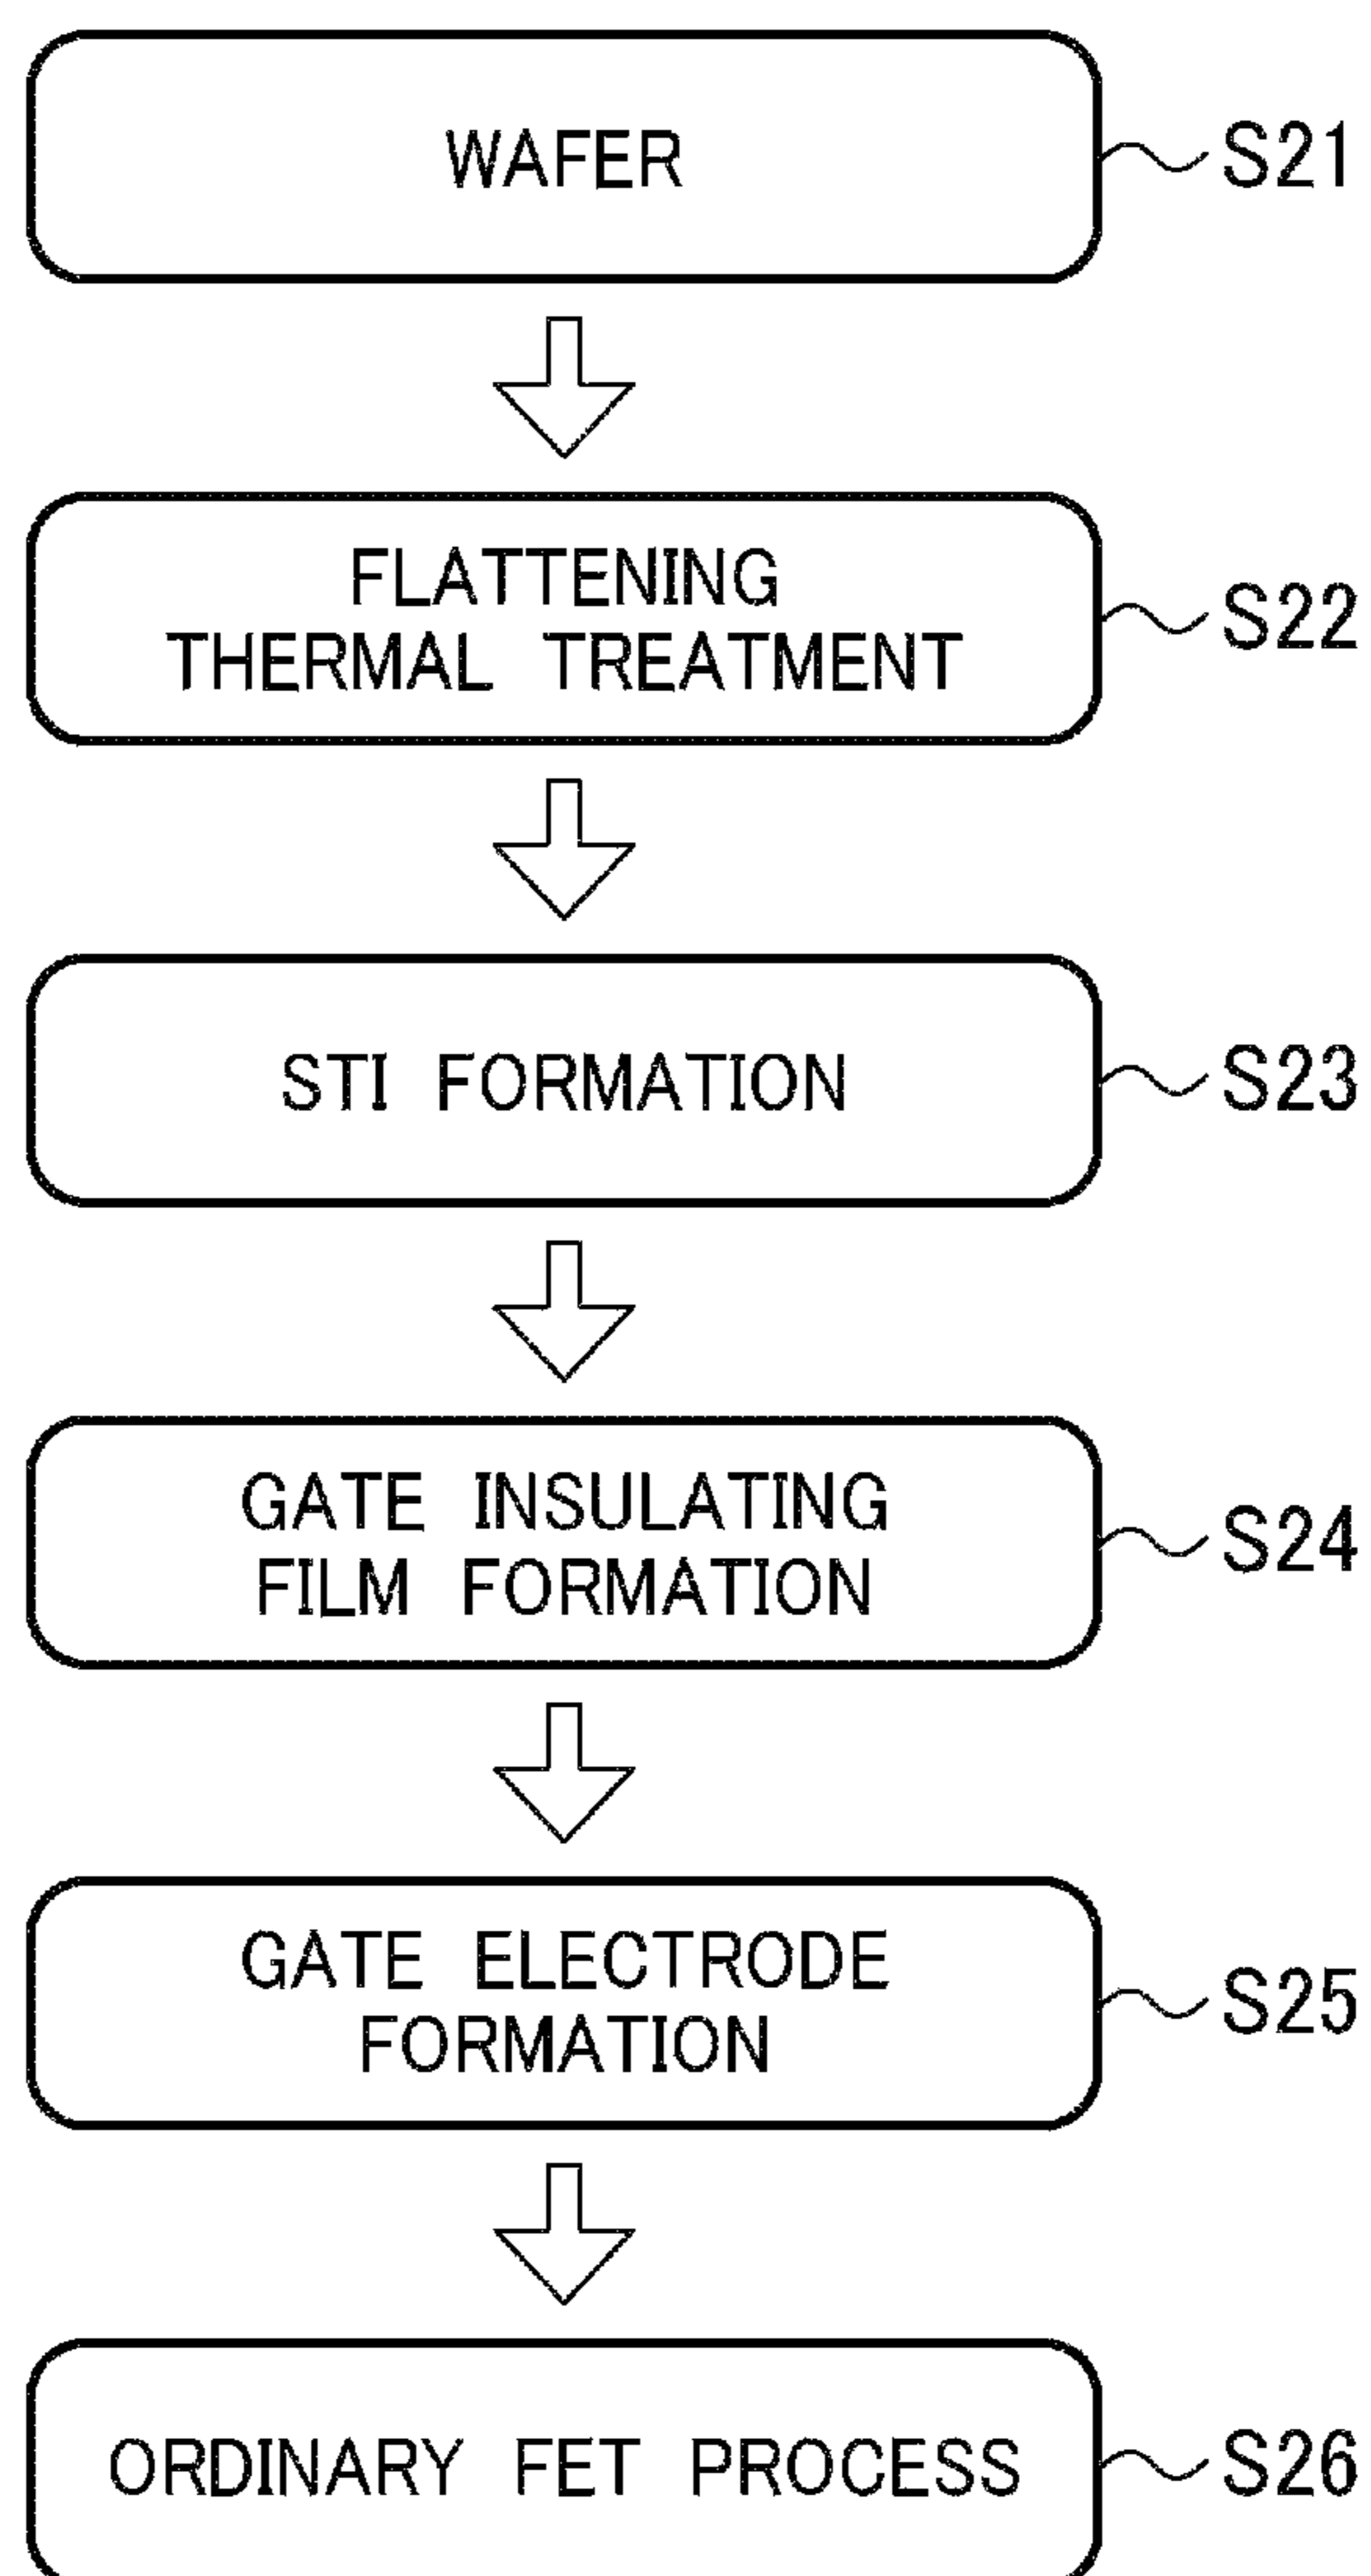 WAFER
S21
FLATTENING
THERMAL TREATMENT
S22
STI FORMATION
S23
GATE INSULATING
FILM FORMATION
S24
GATE ELECTRODE
FORMATION
S25
ORDINARY FET PROCESS
S26